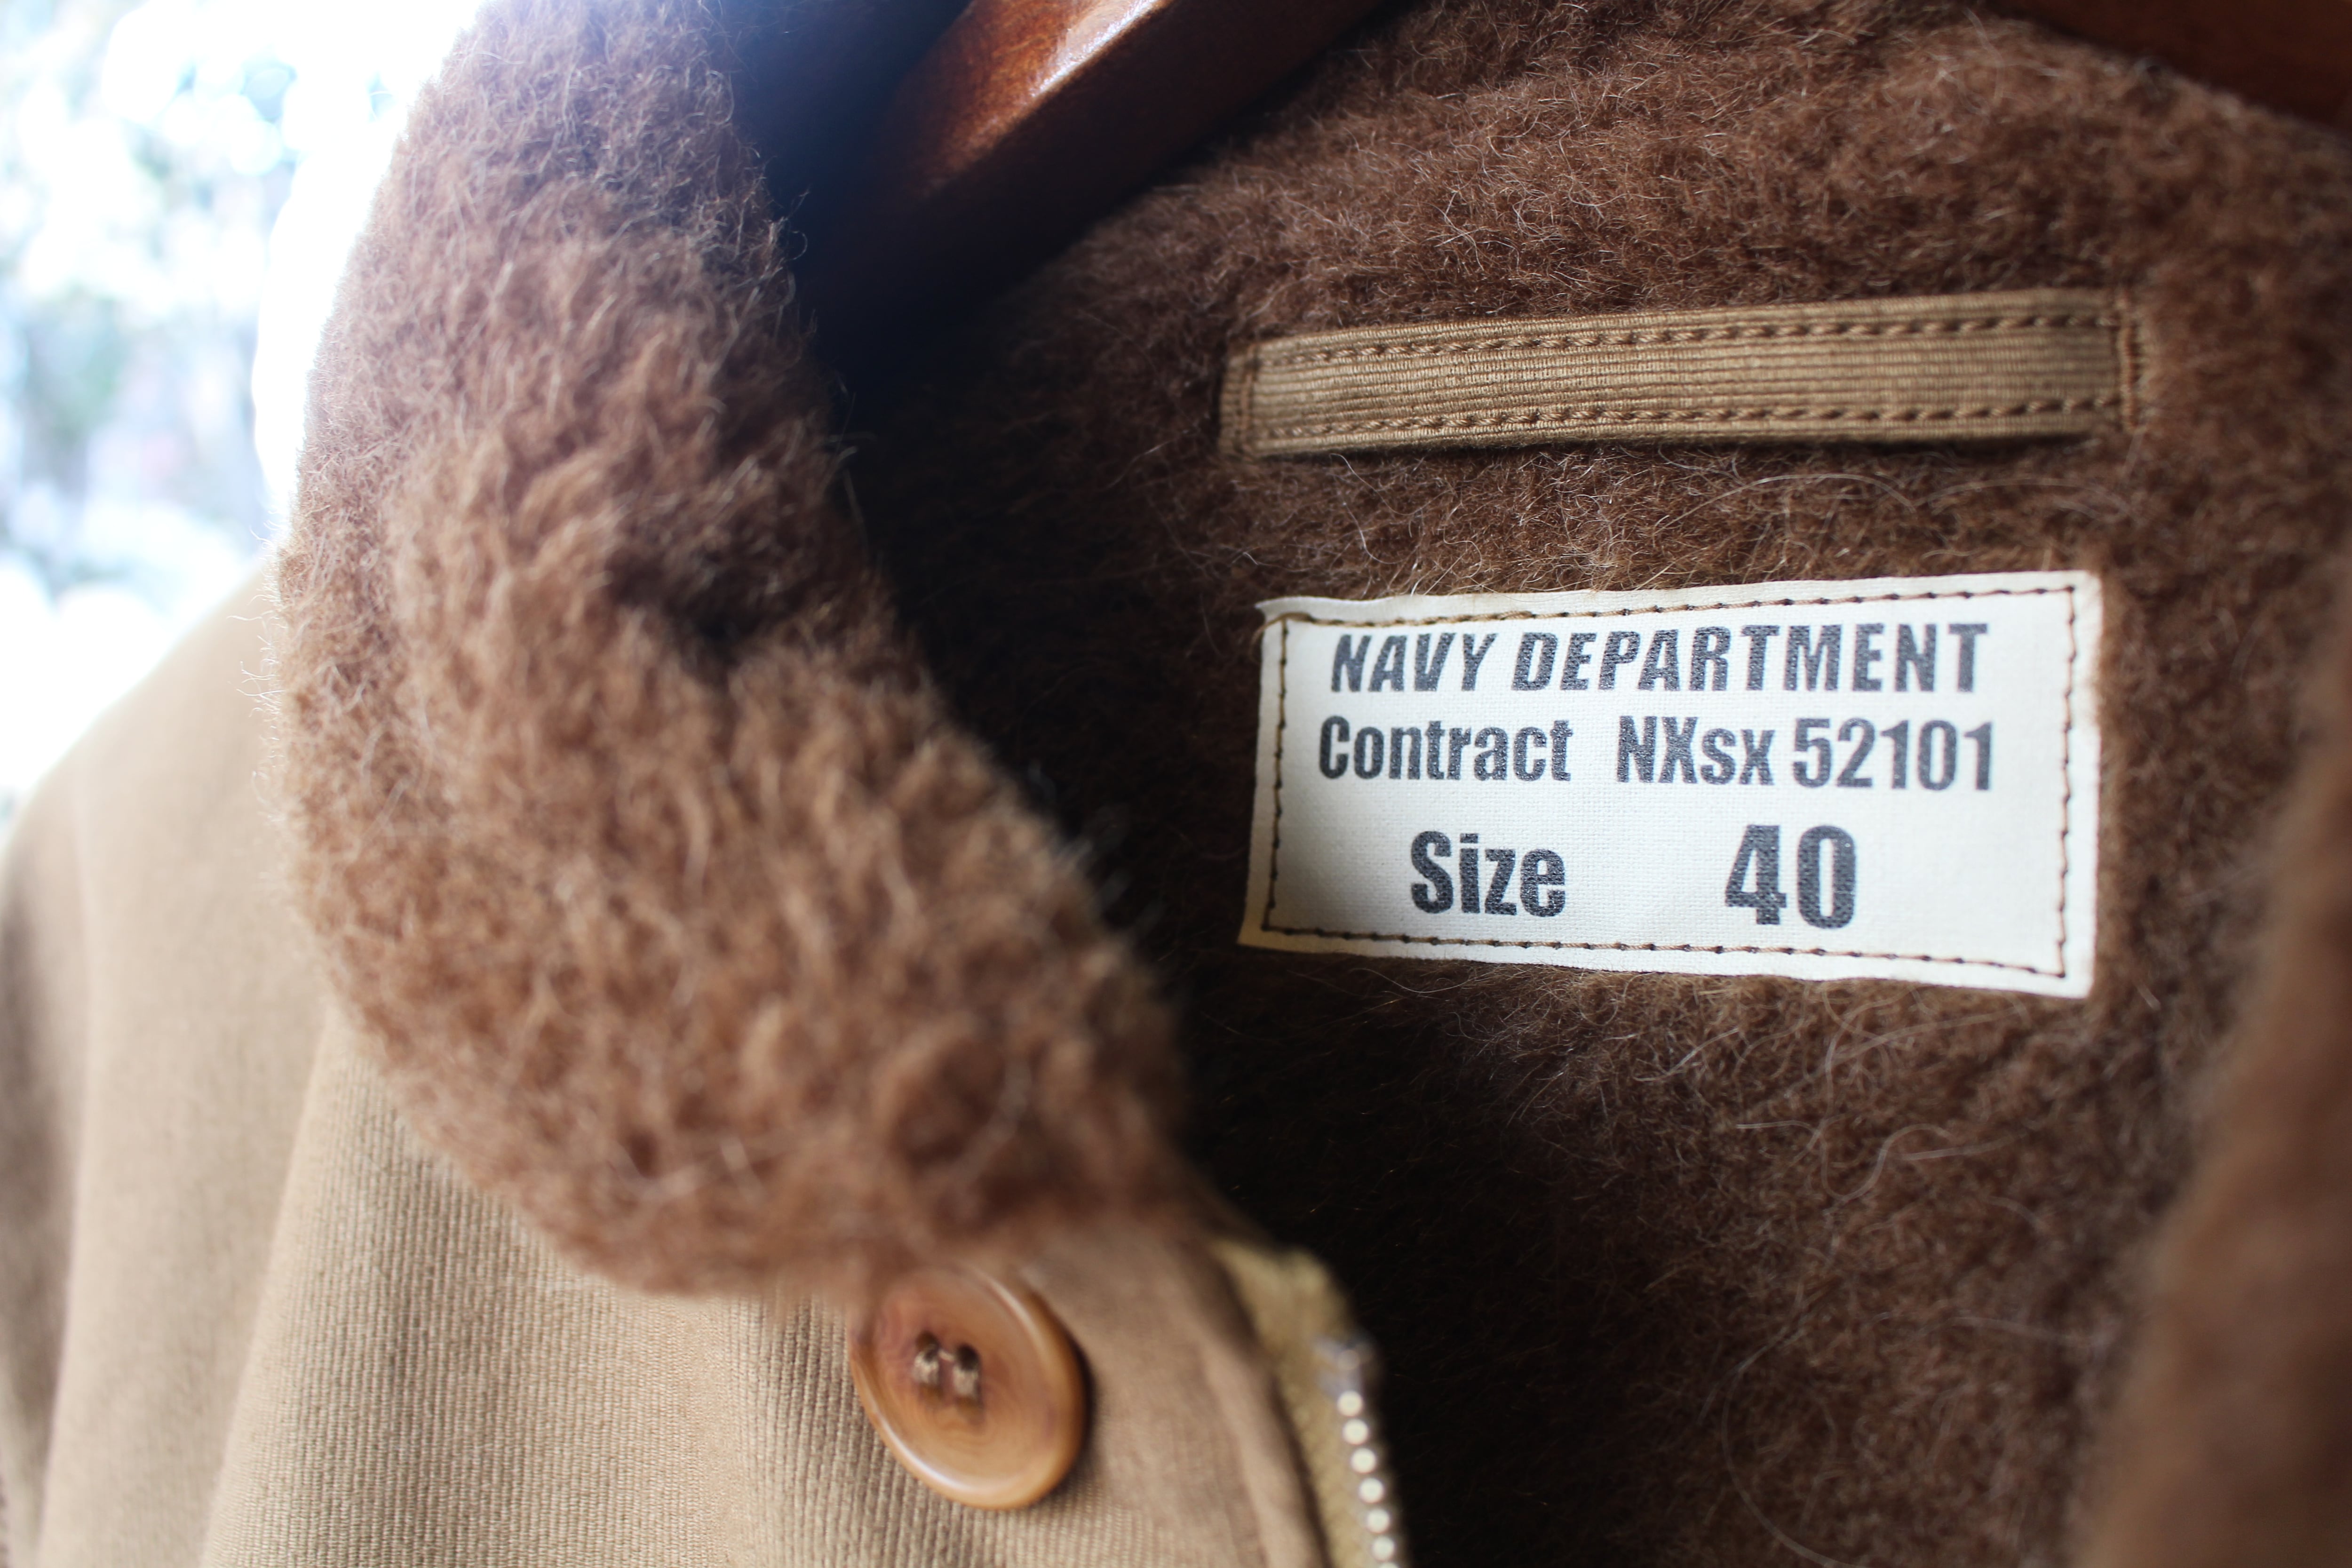 NAVY DEPARTMENT
Contract NXsx 52101
Size 40